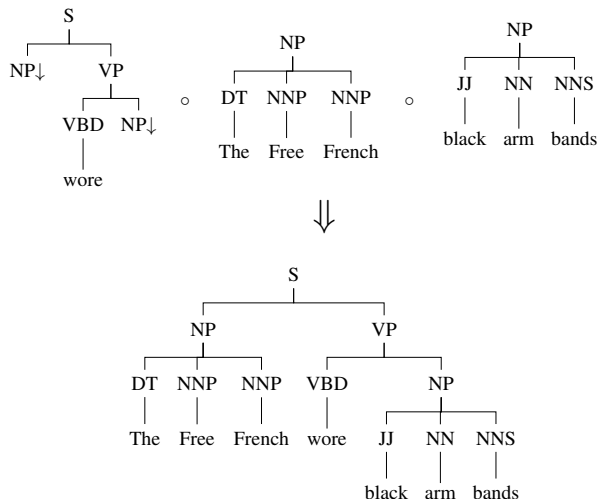 S
NP
NP
NP↓ VP
DT NNP NNP
JJ NN NNS
VBD NP↓
The Free French
black arm bands
wore
S
NP VP
DT NNP NNP VBD NP
The Free French wore JJ NN NNS
black arm bands